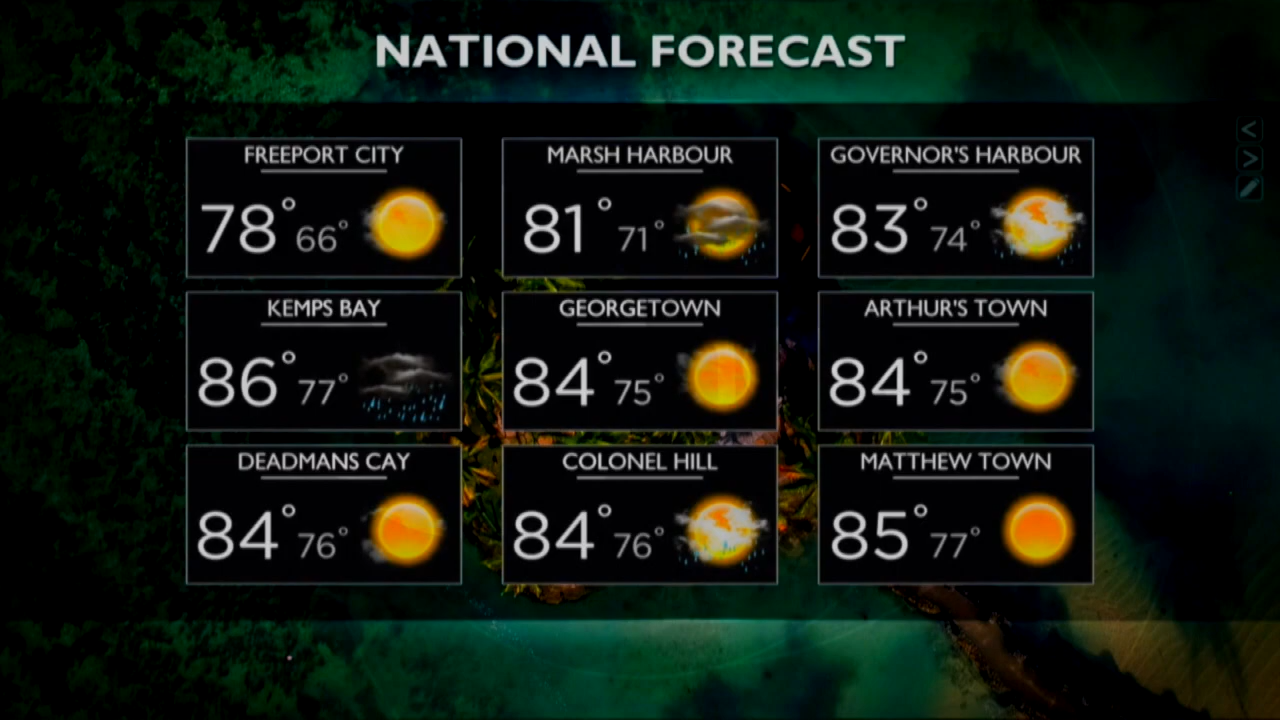 NATIONAL FORECAST
FREEPORT CITY
78° 66°
MARSH HARBOUR
81° 71°
GOVERNOR'S HARBOUR
83° 74°
KEMPS BAY
86° 77°
GEORGETOWN
84° 75°
ARTHUR'S TOWN
84° 75°
DEADMANS CAY
84° 76°
COLONEL HILL
84° 76°
MATTHEW TOWN
85° 77°